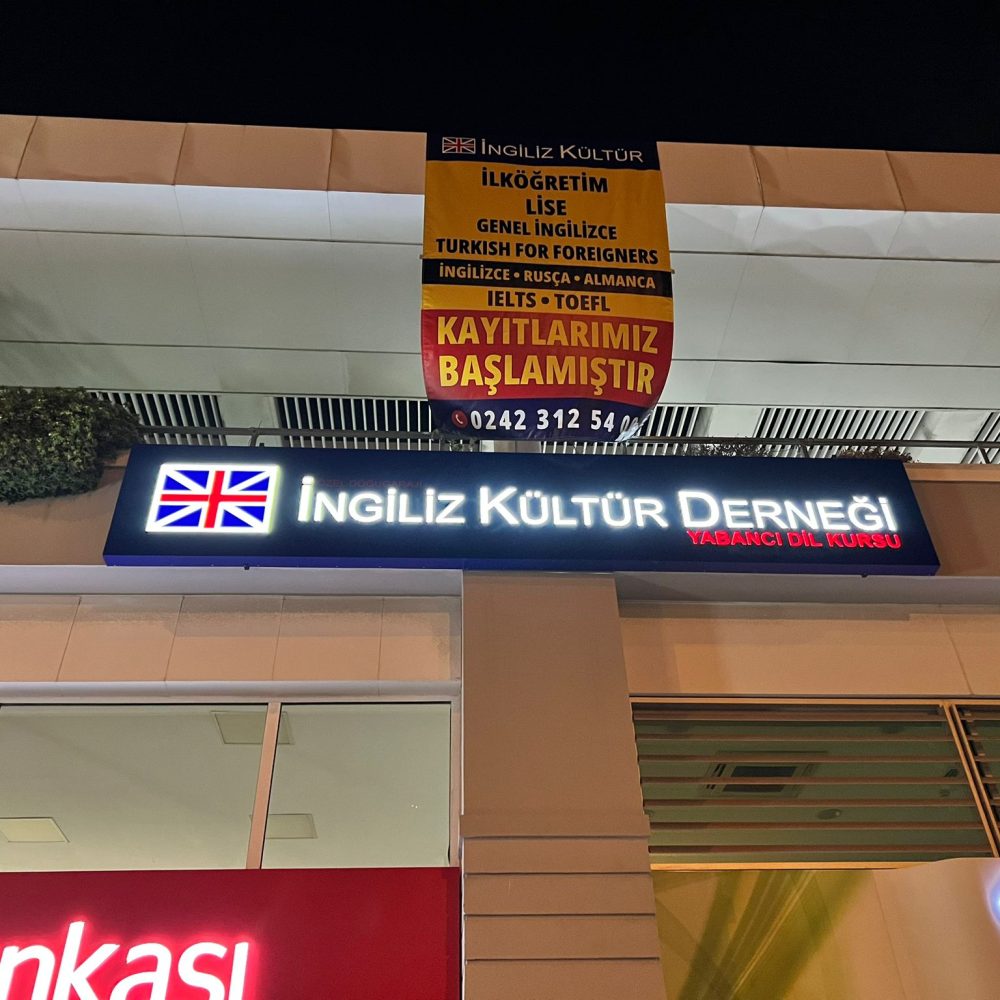 İNGİLİZ KÜLTÜR
İLKÖĞRETİM
LİSE
GENEL İNGİLİZCE
TURKISH FOR FOREIGNERS
İNGİLİZCE • RUSÇA • ALMANCA
IELTS • TOEFL
KAYITLARIMIZ
BAŞLAMIŞTIR
0242 312 54
İNGİLİZ KÜLTÜR DERNEĞİ
YABANCI DİL KURSU
nkası